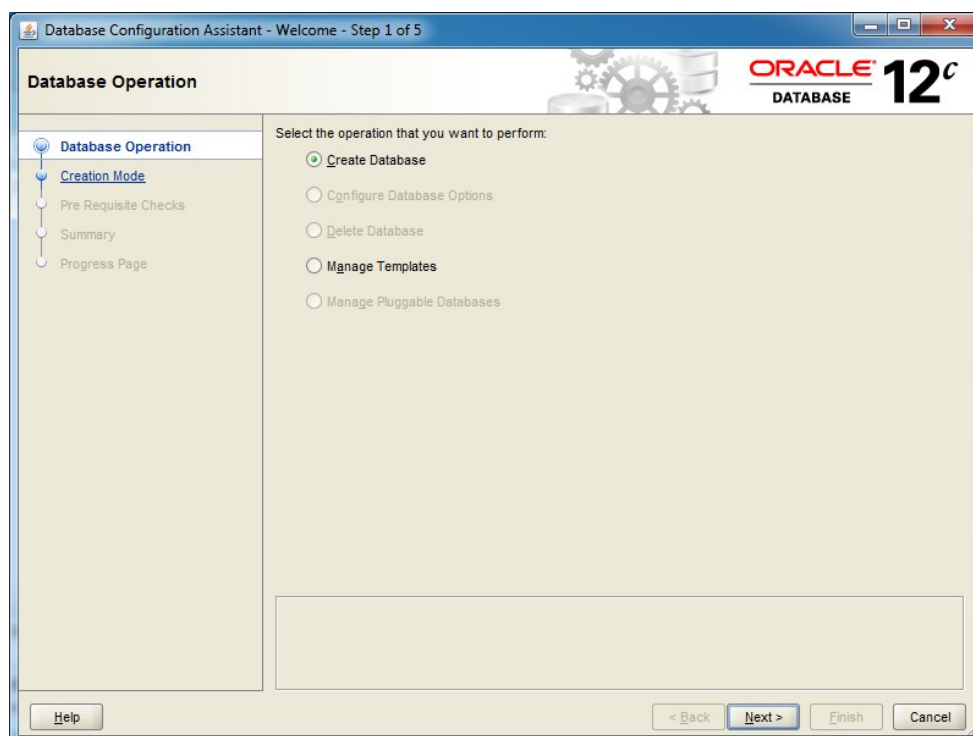 Database Configuration Assistant - Welcome - Step 1 of 5
Database Operation
ORACLE
DATABASE
12c
Database Operation
Creation Mode
Pre Requisite Checks
Summary
Progress Page
Select the operation that you want to perform:
Create Database
Configure Database Options
Delete Database
Manage Templates
Manage Pluggable Databases
Help
< Back
Next >
Finish
Cancel